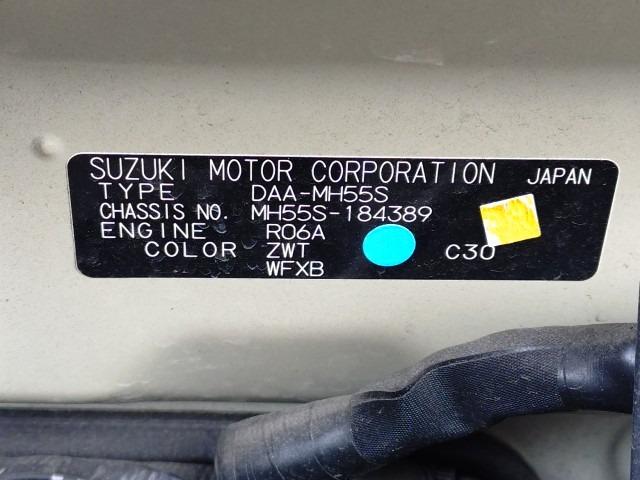 SUZUKI MOTOR CORPORATION JAPAN
TYPE DAA-MH55S
CHASSIS NO. MH55S-184389
ENGINE R06A
COLOR ZWT C30
WFXB